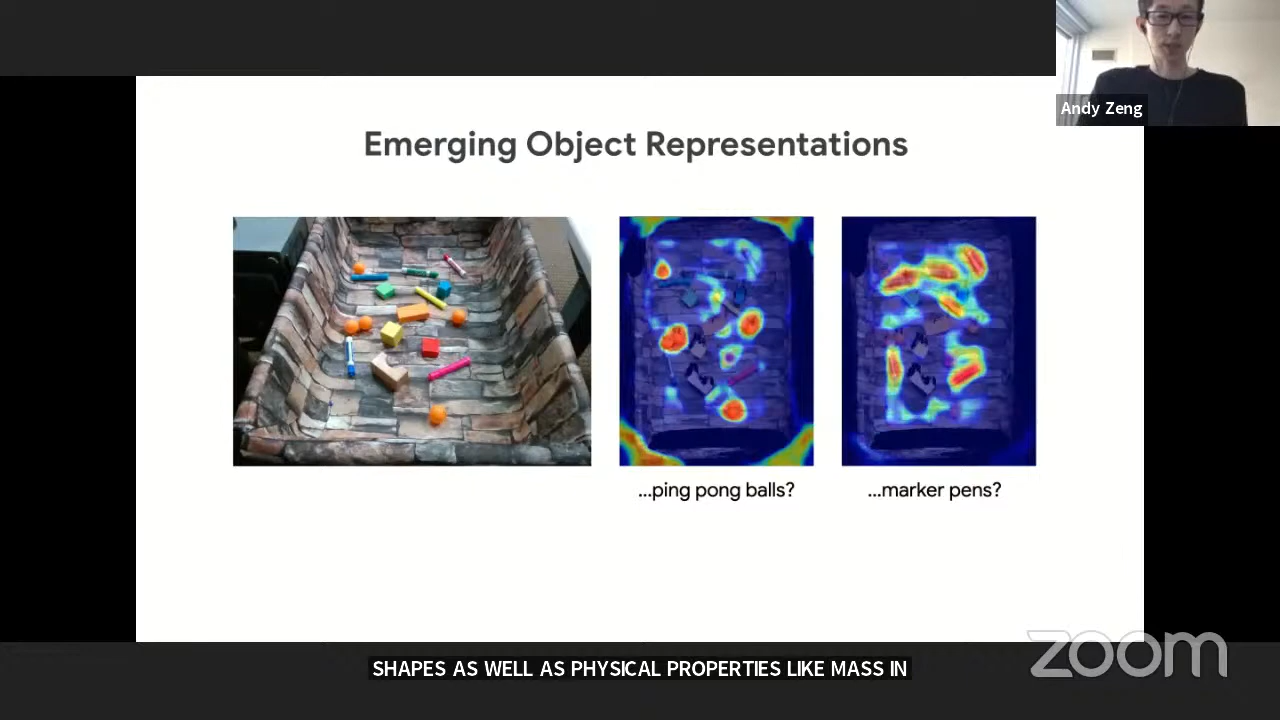 Andy Zeng
Emerging Object Representations
...ping pong balls?
...marker pens?
SHAPES AS WELL AS PHYSICAL PROPERTIES LIKE MASS IN
zoom